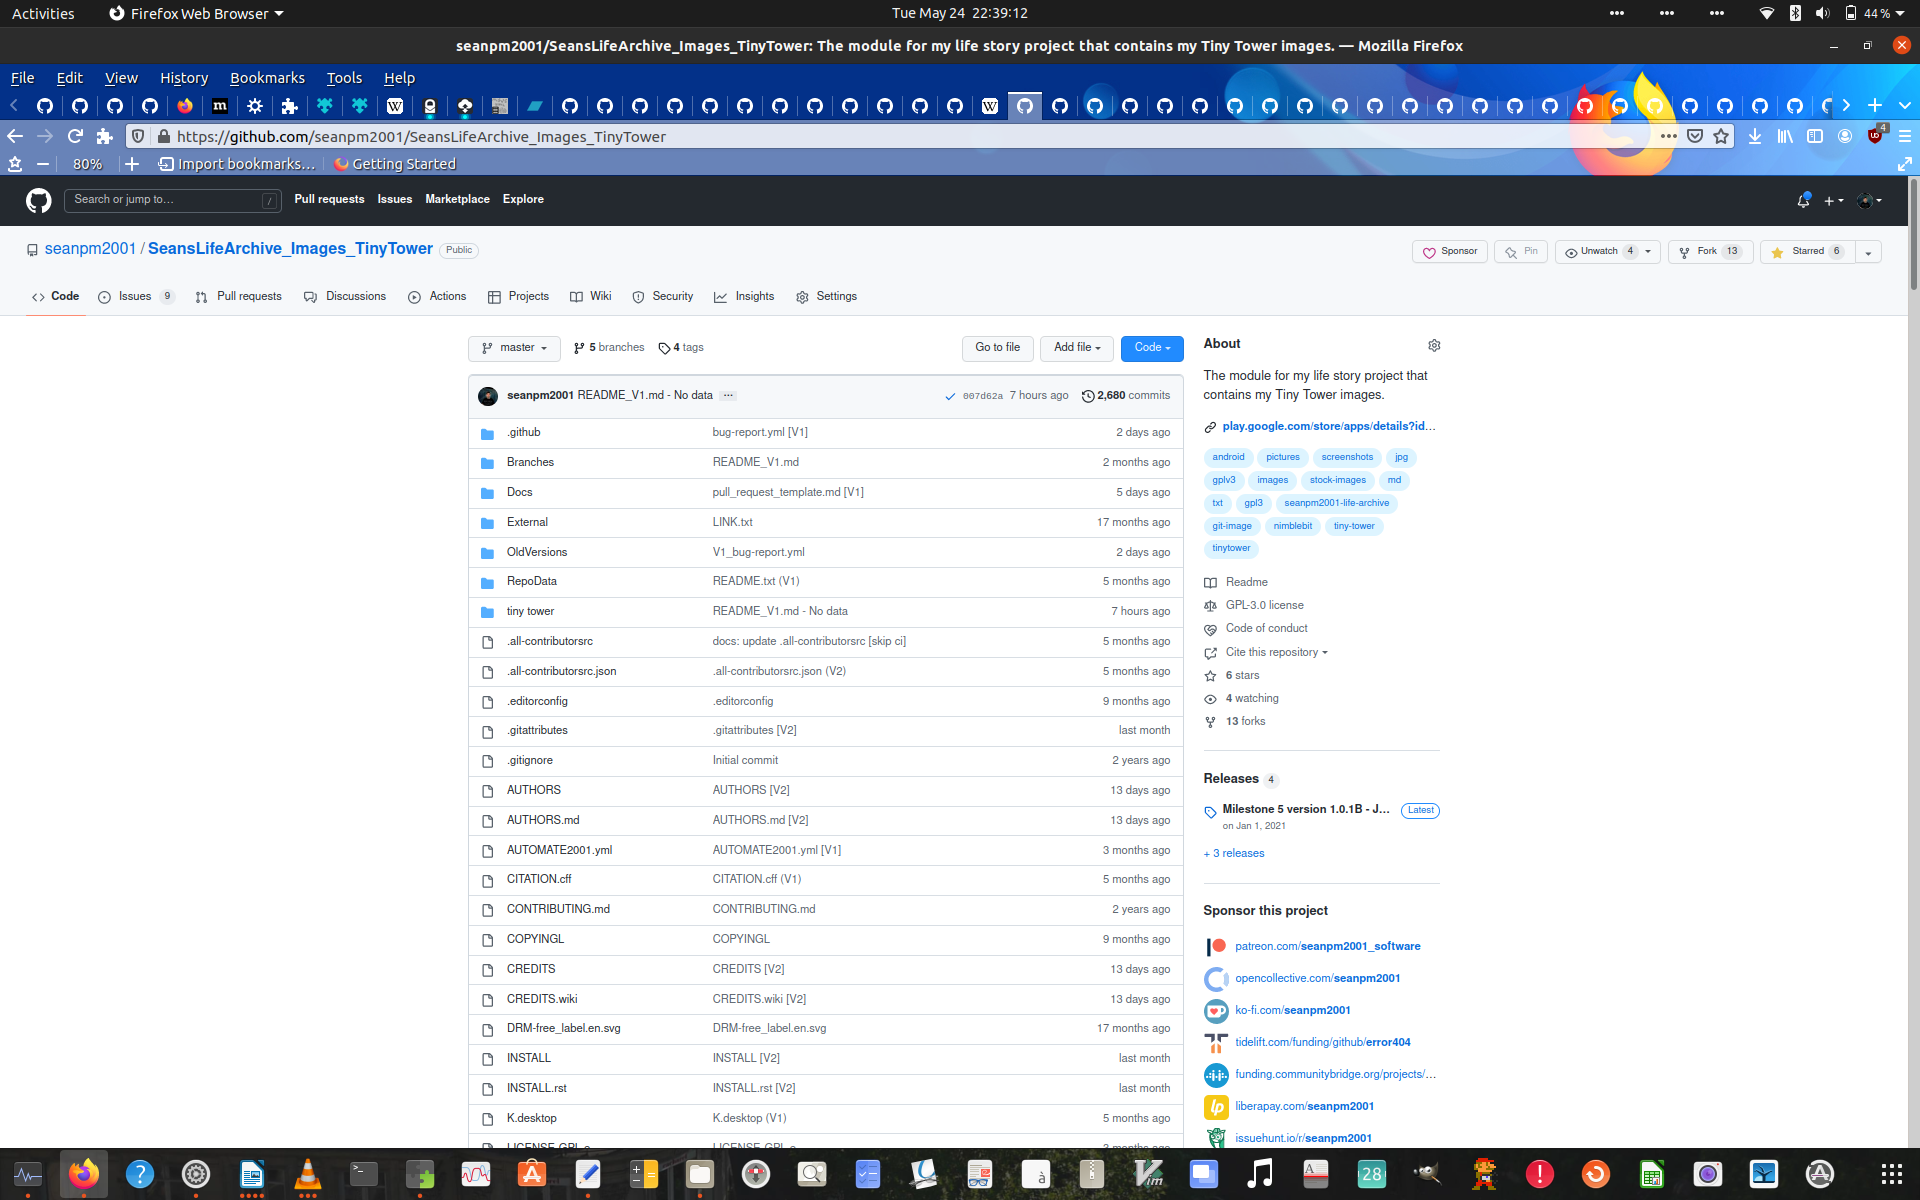 Activities Firefox Web Browser Tue May 24 22:39:12 44 %
seanpm2001/SeansLifeArchive_Images_TinyTower: The module for my life story project that contains my Tiny Tower images. — Mozilla Firefox
File Edit View History Bookmarks Tools Help
https://github.com/seanpm2001/SeansLifeArchive_Images_TinyTower 4
80% Import bookmarks... Getting Started
Search or jump to... / Pull requests Issues Marketplace Explore
seanpm2001 / SeansLifeArchive_Images_TinyTower Public Sponsor Pin Unwatch 4 Fork 13 Starred 6
Code Issues 9 Pull requests Discussions Actions Projects Wiki Security Insights Settings
master 5 branches 4 tags Go to file Add file Code
seanpm2001 README_V1.md - No data ... 007d62a 7 hours ago 2,680 commits
.github bug-report.yml [V1] 2 days ago
Branches README_V1.md 2 months ago
Docs pull_request_template.md [V1] 5 days ago
External LINK.txt 17 months ago
OldVersions V1_bug-report.yml 2 days ago
RepoData README.txt (V1) 5 months ago
tiny tower README_V1.md - No data 7 hours ago
.all-contributorsrc docs: update .all-contributorsrc [skip ci] 5 months ago
.all-contributorsrc.json .all-contributorsrc.json (V2) 5 months ago
.editorconfig .editorconfig 9 months ago
.gitattributes .gitattributes [V2] last month
.gitignore Initial commit 2 years ago
AUTHORS AUTHORS [V2] 13 days ago
AUTHORS.md AUTHORS.md [V2] 13 days ago
AUTOMATE2001.yml AUTOMATE2001.yml [V1] 3 months ago
CITATION.cff CITATION.cff (V1) 5 months ago
CONTRIBUTING.md CONTRIBUTING.md 2 years ago
COPYINGL COPYINGL 9 months ago
CREDITS CREDITS [V2] 13 days ago
CREDITS.wiki CREDITS.wiki [V2] 13 days ago
DRM-free_label.en.svg DRM-free_label.en.svg 17 months ago
INSTALL INSTALL [V2] last month
INSTALL.rst INSTALL.rst [V2] last month
K.desktop K.desktop (V1) 5 months ago
About
The module for my life story project that
contains my Tiny Tower images.
play.google.com/store/apps/details?id...
android pictures screenshots jpg
gplv3 images stock-images md
txt gpl3 seanpm2001-life-archive
git-image nimblebit tiny-tower
tinytower
Readme
GPL-3.0 license
Code of conduct
Cite this repository
6 stars
4 watching
13 forks
Releases 4
Milestone 5 version 1.0.1B - J... Latest
on Jan 1, 2021
+ 3 releases
Sponsor this project
patreon.com/seanpm2001_software
opencollective.com/seanpm2001
ko-fi.com/seanpm2001
tidelift.com/funding/github/error404
funding.communitybridge.org/projects/...
liberapay.com/seanpm2001
issuehunt.io/r/seanpm2001
28